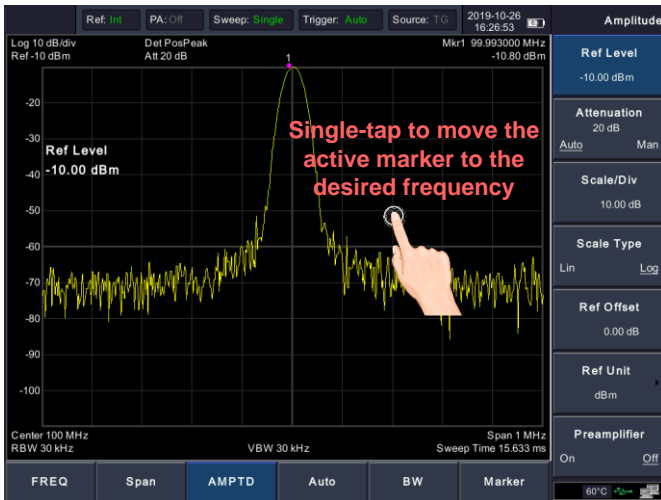 Ref: Int PA: Off Sweep: Single Trigger: Auto Source: TG 2019-10-26 Amplitude
16:26:53
Log 10 dB/div Det PosPeak Mkr1 99.993000 MHz
Ref -10 dBm Att 20 dB -10.80 dBm
1
Ref Level
-10.00 dBm
-20
-30
-40
-50
-60
-70
-80
-90
-100
Ref Level
-10.00 dBm
Single-tap to move the
active marker to the
desired frequency
Attenuation
20 dB
Auto Man
Scale/Div
10.00 dB
Scale Type
Lin Log
Ref Offset
0.00 dB
Ref Unit
dBm
Preamplifier
On Off
Center 100 MHz Span 1 MHz
RBW 30 kHz VBW 30 kHz Sweep Time 15.633 ms
FREQ Span AMPTD Auto BW Marker
60°C